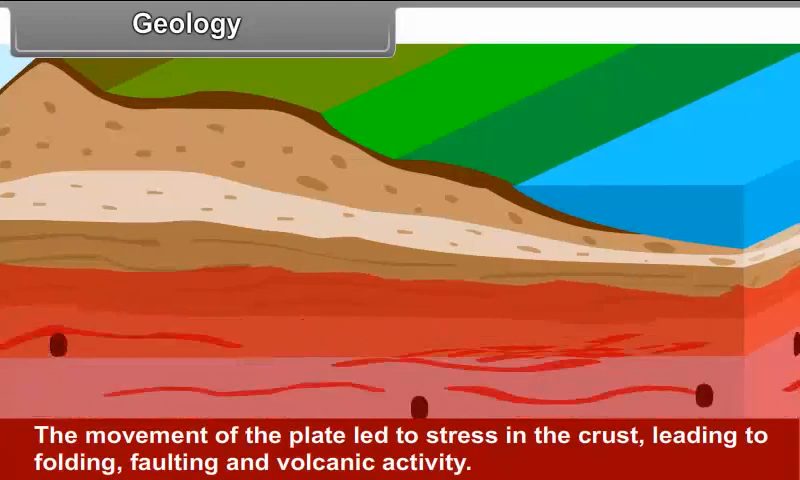 Geology
The movement of the plate led to stress in the crust, leading to
folding, faulting and volcanic activity.